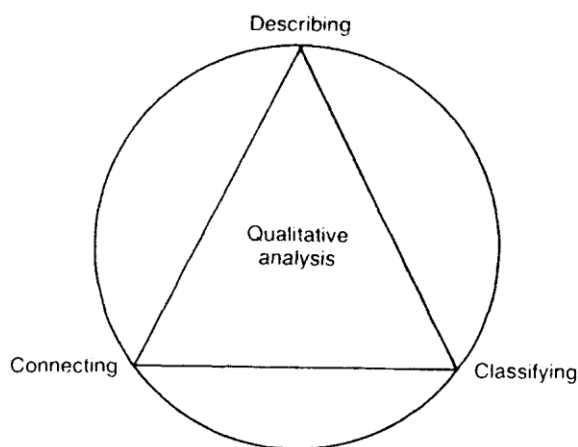 Describing
Qualitative
analysis
Connecting
Classifying